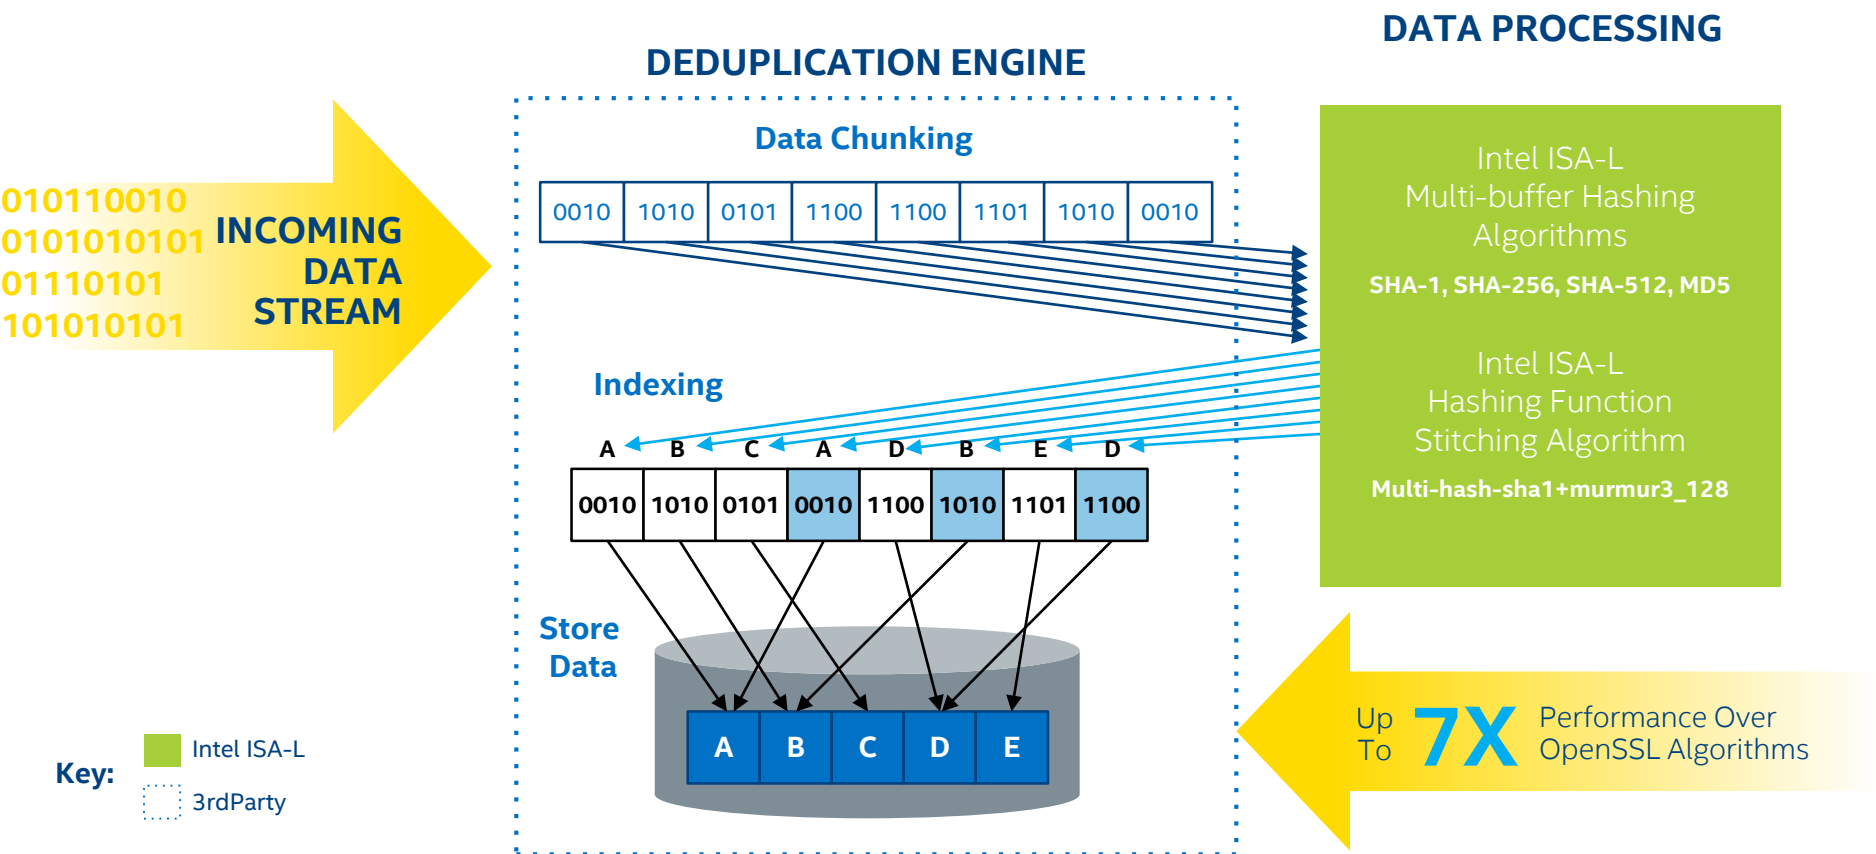 DATA PROCESSING
DEDUPLICATION ENGINE
Data Chunking
010110010
0101010101
01110101
101010101
INCOMING
DATA
STREAM
0010 1010 0101 1100 1100 1101 1010 0010
Intel ISA-L
Multi-buffer Hashing
Algorithms
SHA-1, SHA-256, SHA-512, MD5
Intel ISA-L
Hashing Function
Stitching Algorithm
Multi-hash-sha1+murmur3_128
Indexing
A B C A D B E D
0010 1010 0101 0010 1100 1010 1101 1100
Store
Data
A B C D E
Up
To
7X
Performance Over
OpenSSL Algorithms
Key:
Intel ISA-L
3rdParty